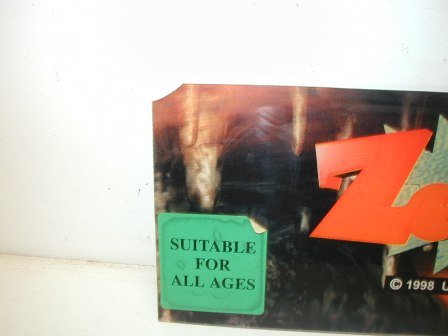 SUITABLE
FOR
ALL AGES
© 1998 U